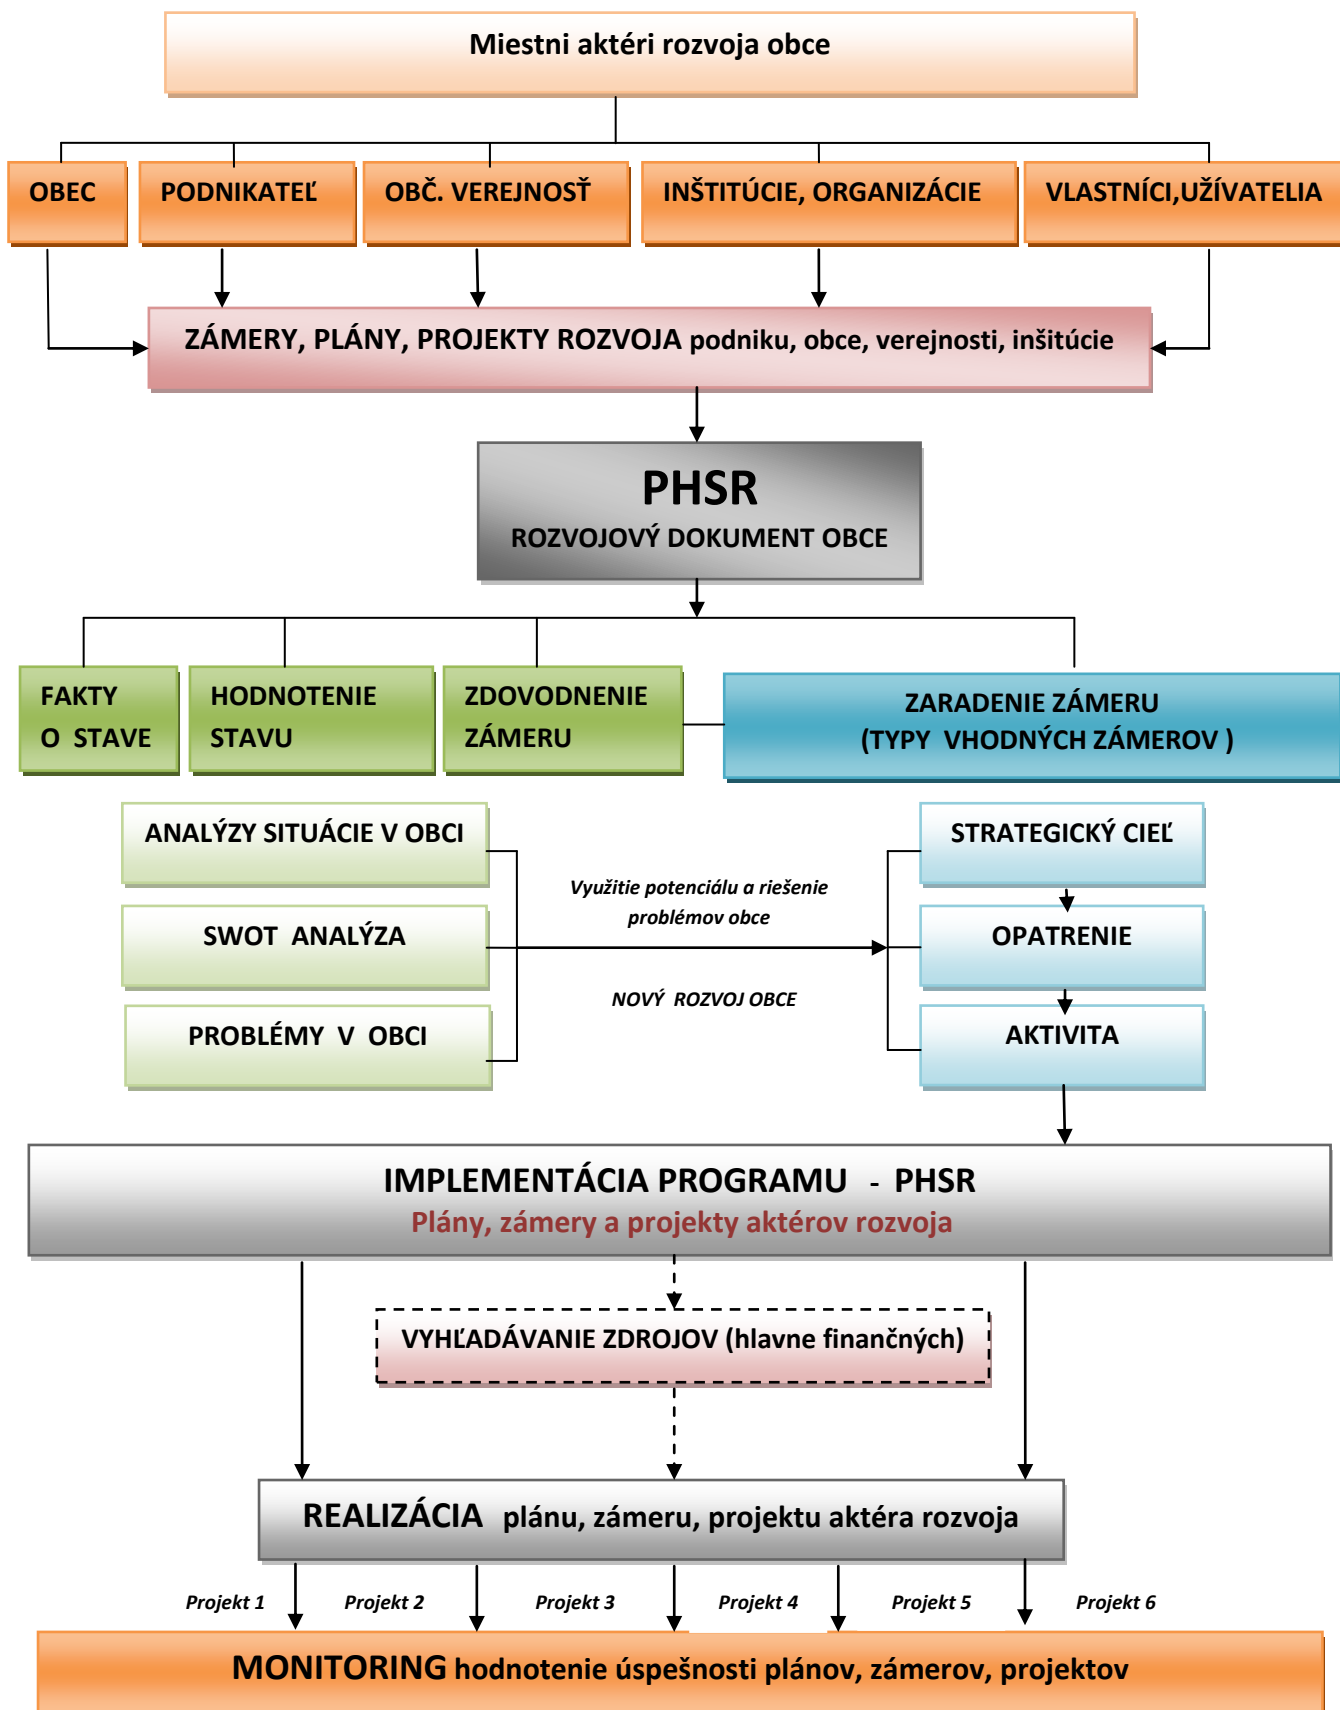 Miestni aktéri rozvoja obce
OBEC
PODNIKATEĽ
OBČ. VEREJNOSŤ
INŠTITÚCIE, ORGANIZÁCIE
VLASTNÍCI,UŽÍVATELIA
ZÁMERY, PLÁNY, PROJEKTY ROZVOJA podniku, obce, verejnosti, inšitúcie
PHSR
ROZVOJOVÝ DOKUMENT OBCE
FAKTY
O STAVE
HODNOTENIE
STAVU
ZDOVODNENIE
ZÁMERU
ZARADENIE ZÁMERU
(TYPY VHODNÝCH ZÁMEROV )
ANALÝZY SITUÁCIE V OBCI
SWOT ANALÝZA
PROBLÉMY V OBCI
Využitie potenciálu a riešenie
problémov obce
NOVÝ ROZVOJ OBCE
STRATEGICKÝ CIEĽ
OPATRENIE
AKTIVITA
IMPLEMENTÁCIA PROGRAMU - PHSR
Plány, zámery a projekty aktérov rozvoja
VYHĽADÁVANIE ZDROJOV (hlavne finančných)
REALIZÁCIA plánu, zámeru, projektu aktéra rozvoja
Projekt 1
Projekt 2
Projekt 3
Projekt 4
Projekt 5
Projekt 6
MONITORING hodnotenie úspešnosti plánov, zámerov, projektov